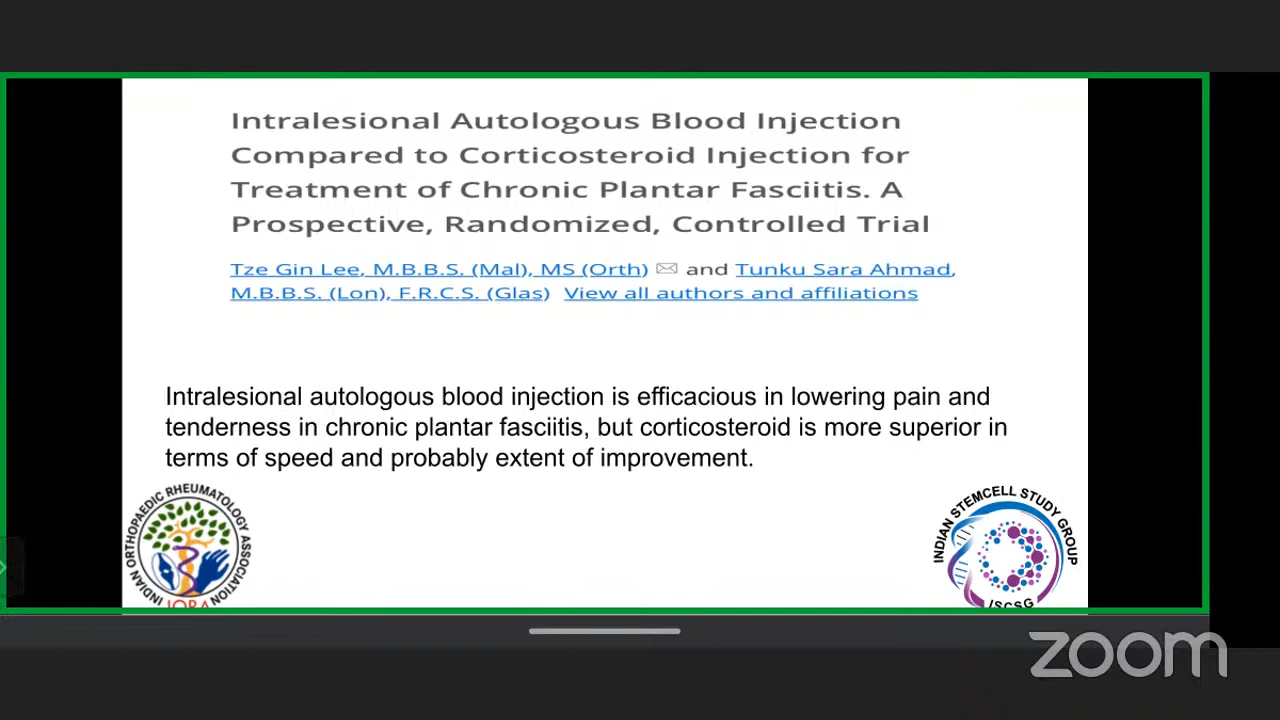 Intralesional Autologous Blood Injection
Compared to Corticosteroid Injection for
Treatment of Chronic Plantar Fasciitis. A
Prospective, Randomized, Controlled Trial
Tze Gin Lee, M.B.B.S. (Mal), MS (Orth) and Tunku Sara Ahmad,
M.B.B.S. (Lon), F.R.C.S. (Glas) View all authors and affiliations
Intralesional autologous blood injection is efficacious in lowering pain and
tenderness in chronic plantar fasciitis, but corticosteroid is more superior in
terms of speed and probably extent of improvement.
INDIAN ORTHOPAEDIC RHEUMATOLOGY ASSOCIATION
IORA
INDIAN STEMCELL STUDY GROUP
ISCSG
zoom